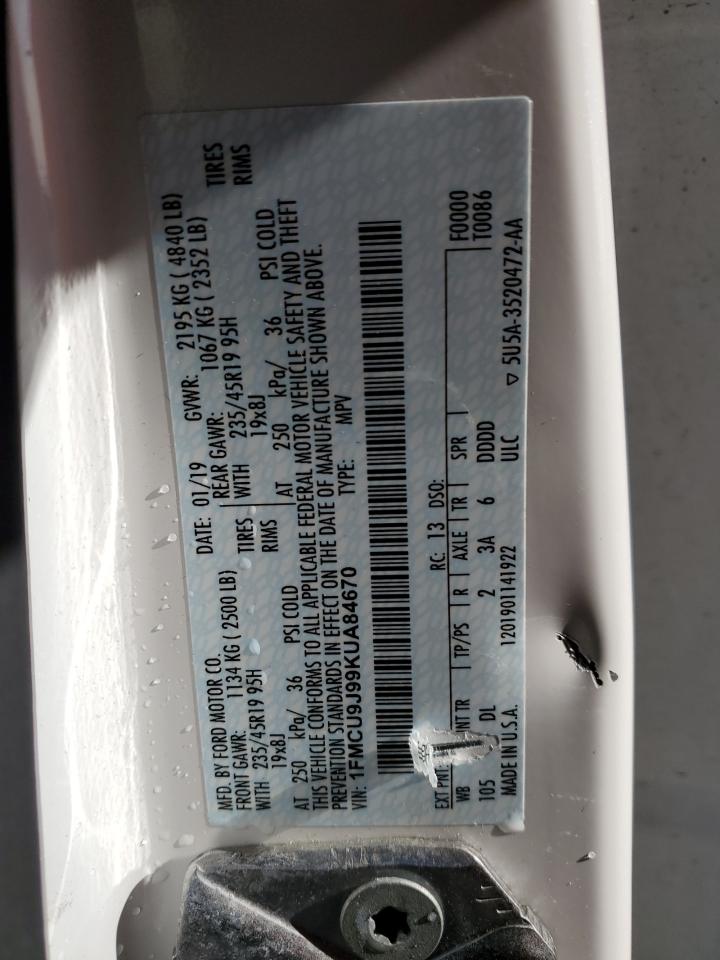 MFD. BY FORD MOTOR CO.
DATE: 01/19 GVWR: 2195 KG ( 4840 LB)
FRONT GAWR: 1134 KG ( 2500 LB) REAR GAWR: 1067 KG ( 2352 LB)
WITH 235/45R19 95H TIRES WITH 235/45R19 95H TIRES
19x8J RIMS 19x8J RIMS
AT 250 kPa/ 36 PSI COLD AT 250 kPa/ 36 PSI COLD
THIS VEHICLE CONFORMS TO ALL APPLICABLE FEDERAL MOTOR VEHICLE SAFETY AND THEFT
PREVENTION STANDARDS IN EFFECT ON THE DATE OF MANUFACTURE SHOWN ABOVE.
VIN: 1FMCU9J99KUA84670 TYPE: MPV
F0000
T0086
EXT RC: 13 DSO:
WB INT TR TP/PS R AXLE TR SPR
105 DL 2 3A 6 DDDD
MADE IN U.S.A. 1201901141922 ULC
▽ 5U5A-3520472-AA